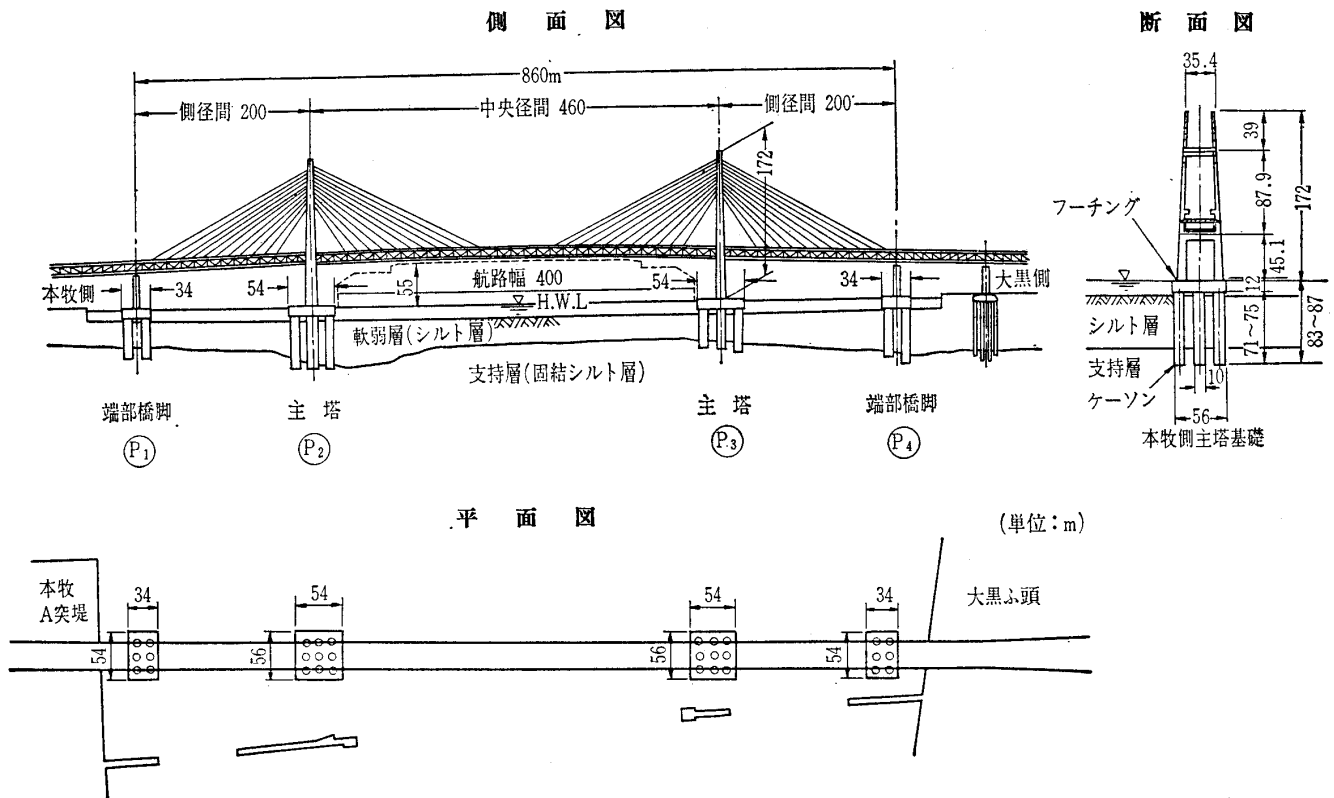 側面図
860m
側径間 200
中央径間 460
側径間 200
172
本牧側
34
54
55
航路幅 400
H.W.L
54
34
大黒側
軟弱層(シルト層)
支持層(固結シルト層)
端部橋脚
主塔
主塔
端部橋脚
P₁
P₂
P₃
P₄
断面図
35.4
39
87.9
172
フーチング
45.1
12
シルト層
71~75
83~87
支持層
ケーソン
10
56
本牧側主塔基礎
平面図
(単位:m)
本牧
A突堤
34
54
54
34
大黒ふ頭
54
56
56
54